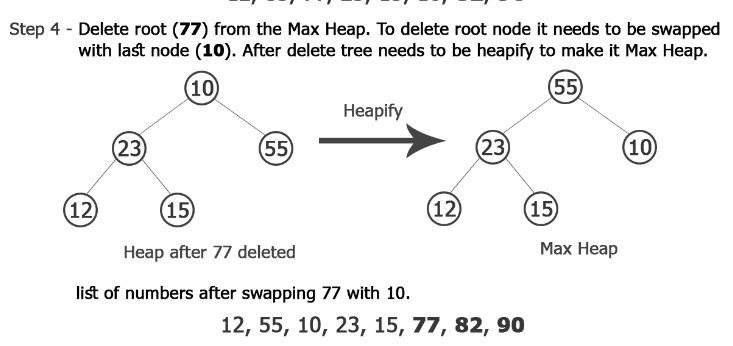 Step 4 - Delete root (77) from the Max Heap. To delete root node it needs to be swapped
with last node (10). After delete tree needs to be heapify to make it Max Heap.
10
55
Heapify
23
55
23
10
12
15
12
15
Heap after 77 deleted
Max Heap
list of numbers after swapping 77 with 10.
12, 55, 10, 23, 15, 77, 82, 90